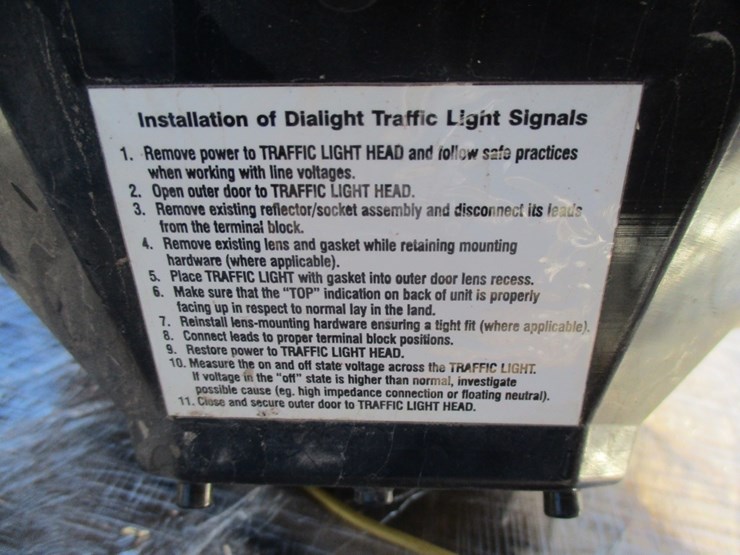 Installation of Dialight Traffic Light Signals
1. Remove power to TRAFFIC LIGHT HEAD and follow safe practices
when working with line voltages.
2. Open outer door to TRAFFIC LIGHT HEAD.
3. Remove existing reflector/socket assembly and disconnect its leads
from the terminal block.
4. Remove existing lens and gasket while retaining mounting
hardware (where applicable).
5. Place TRAFFIC LIGHT with gasket into outer door lens recess.
6. Make sure that the "TOP" indication on back of unit is properly
facing up in respect to normal lay in the land.
7. Reinstall lens-mounting hardware ensuring a tight fit (where applicable).
8. Connect leads to proper terminal block positions.
9. Restore power to TRAFFIC LIGHT HEAD.
10. Measure the on and off state voltage across the TRAFFIC LIGHT.
If voltage in the "off" state is higher than normal, investigate
possible cause (eg. high impedance connection or floating neutral).
11. Close and secure outer door to TRAFFIC LIGHT HEAD.